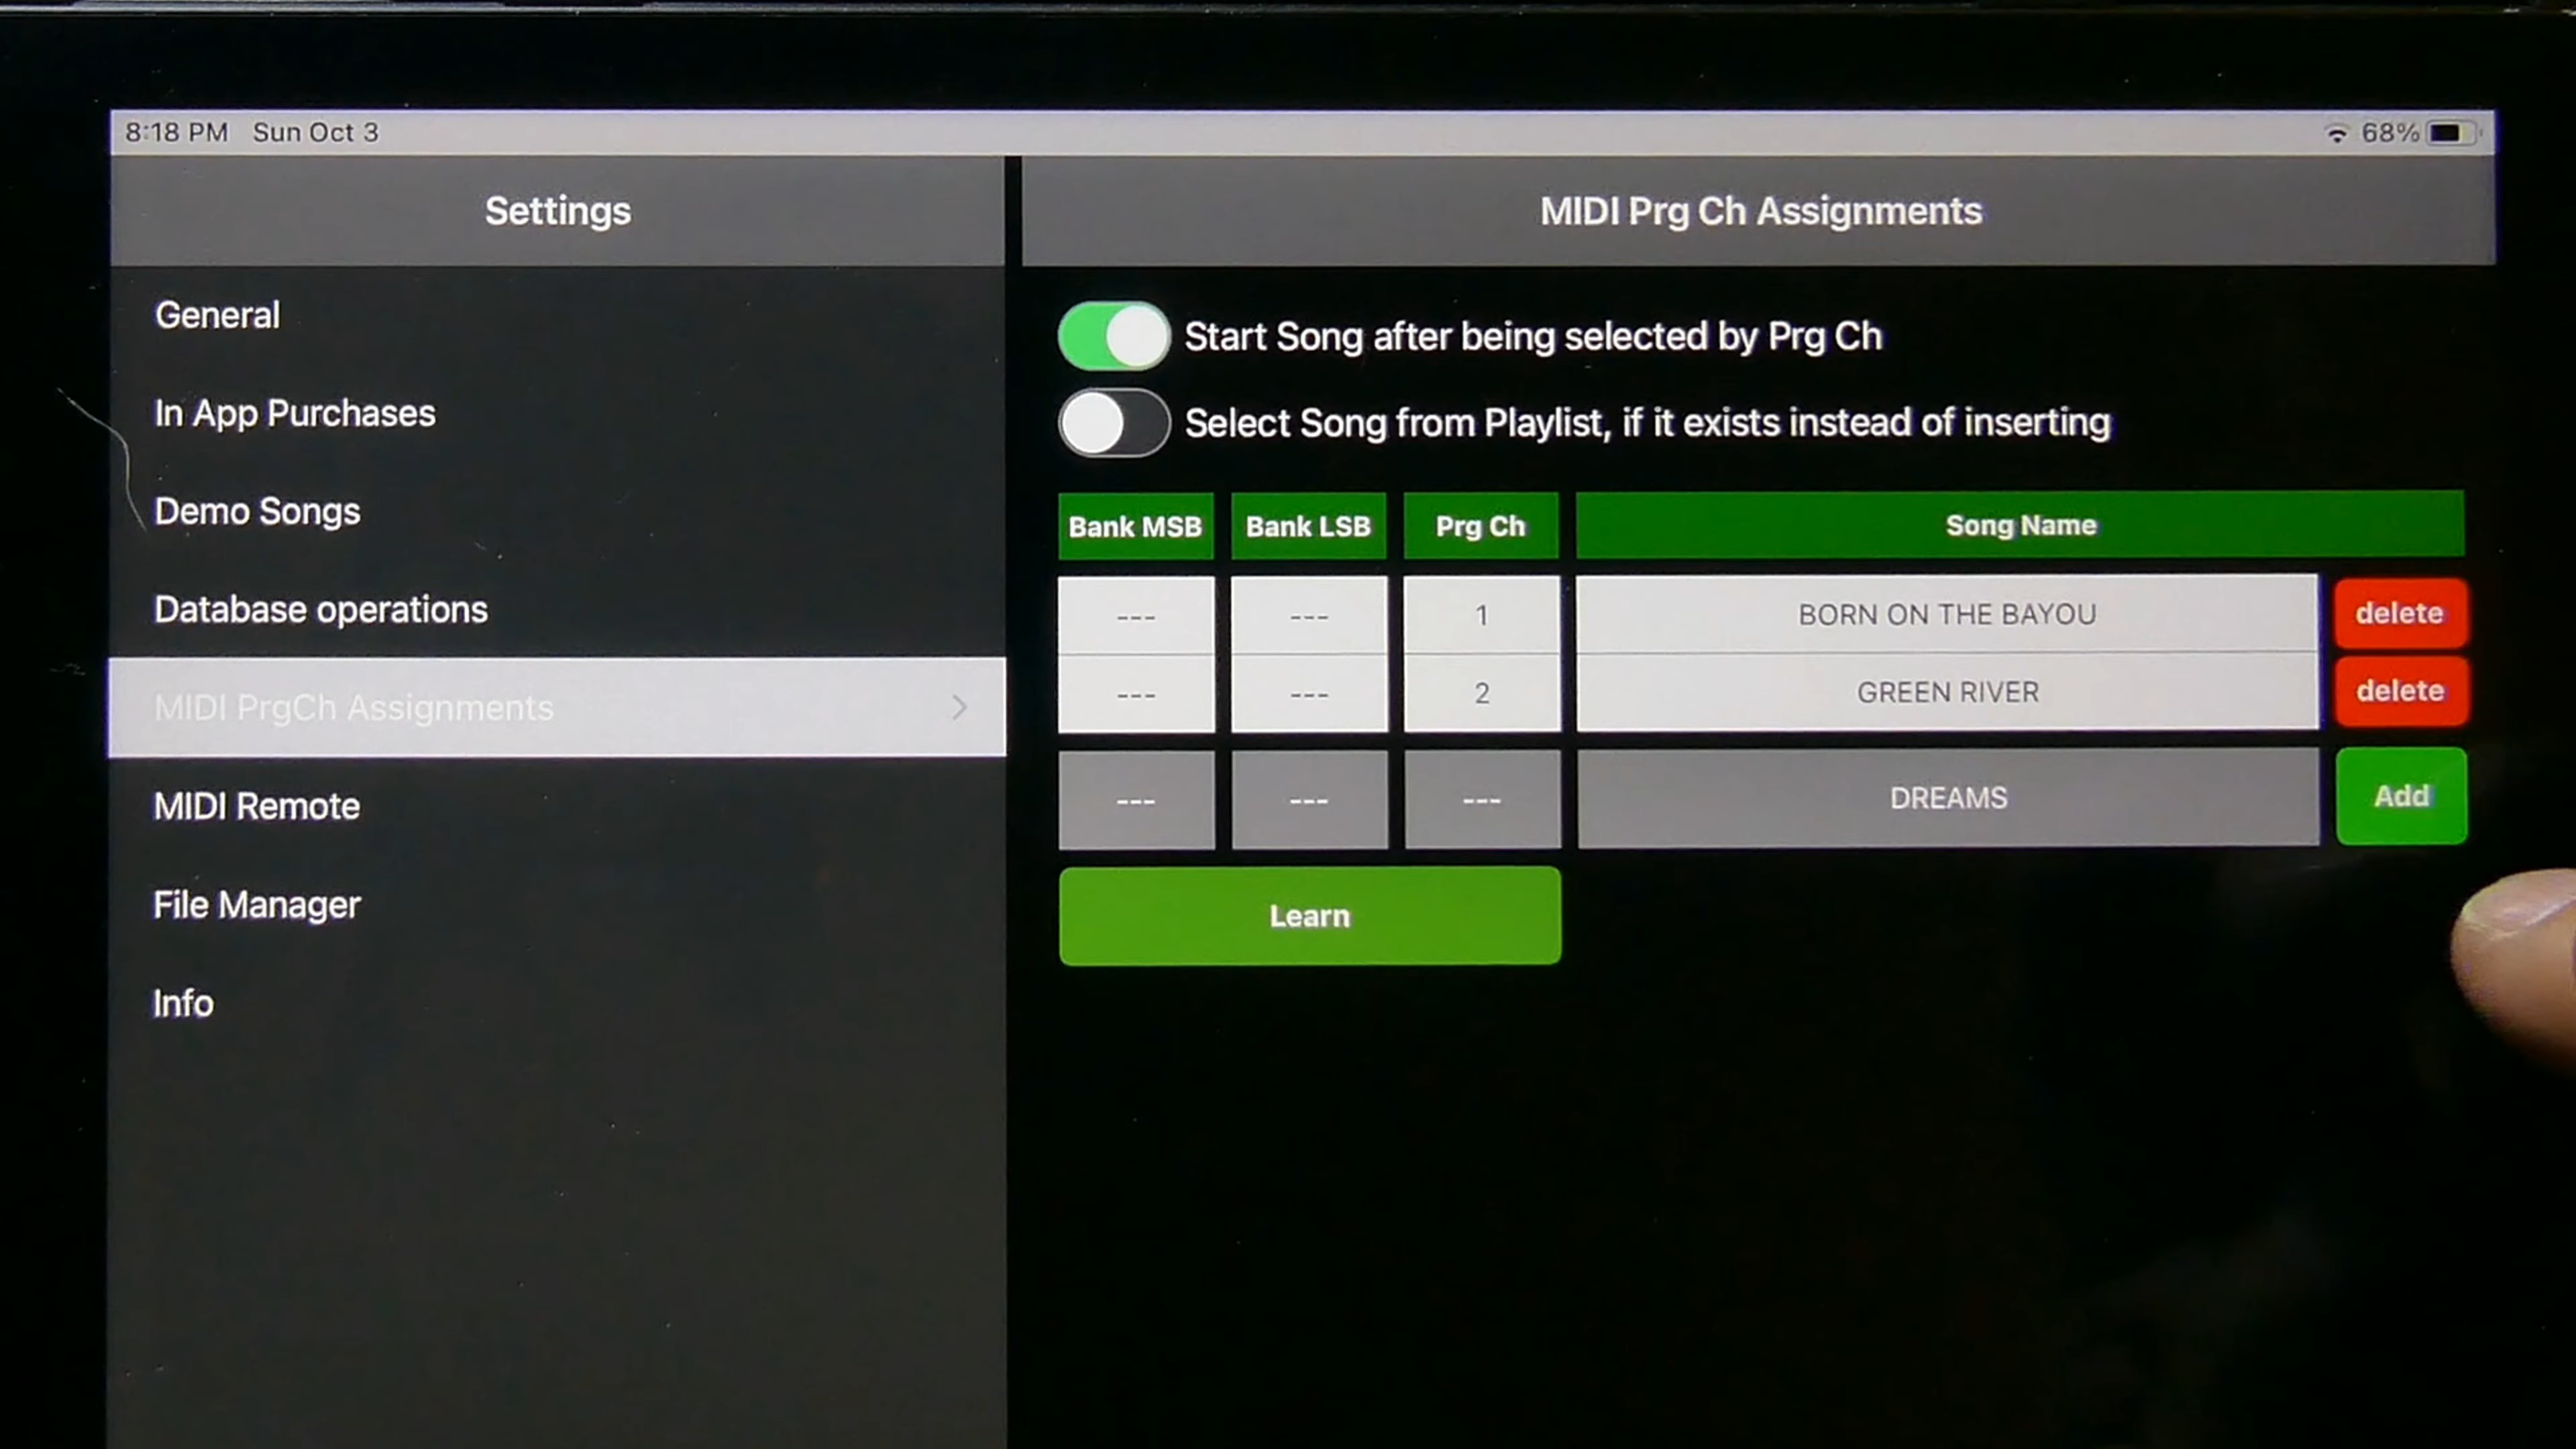 8:18 PM Sun Oct 3
68%
Settings
MIDI Prg Ch Assignments
General
In App Purchases
Demo Songs
Database operations
MIDI PrgCh Assignments
MIDI Remote
File Manager
Info
Start Song after being selected by Prg Ch
Select Song from Playlist, if it exists instead of inserting
Bank MSB Bank LSB Prg Ch Song Name
--- --- 1 BORN ON THE BAYOU delete
--- --- 2 GREEN RIVER delete
--- --- --- DREAMS Add
Learn